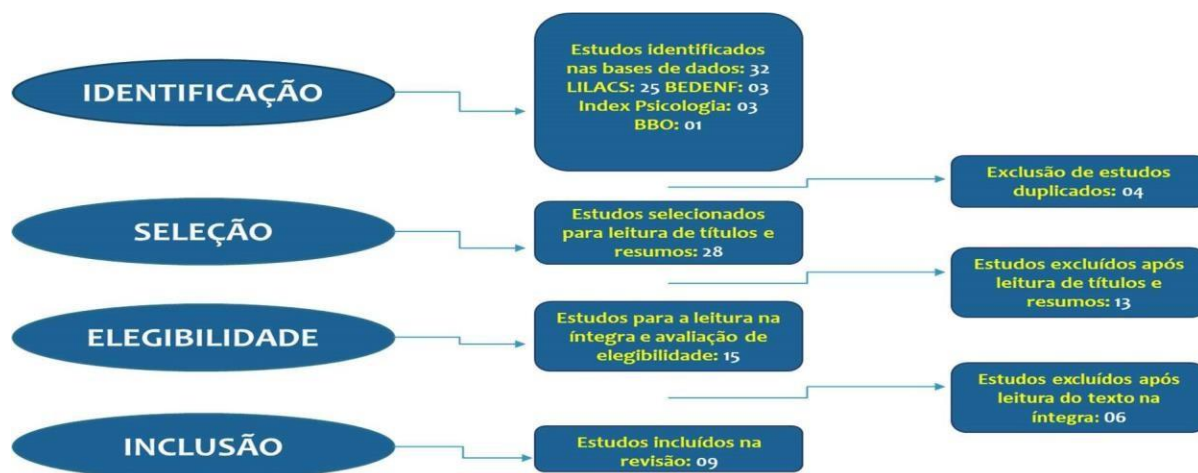 IDENTIFICAÇÃO
Estudos identificados
nas bases de dados: 32
LILACS: 25 BEDENF: 03
Index Psicologia: 03
BBO: 01
Exclusão de estudos
duplicados: 04
SELEÇÃO
Estudos selecionados
para leitura de títulos e
resumos: 28
Estudos excluídos após
leitura de títulos e
resumos: 13
ELEGIBILIDADE
Estudos para a leitura na
íntegra e avaliação de
elegibilidade: 15
Estudos excluídos após
leitura do texto na
íntegra: 06
INCLUSÃO
Estudos incluídos na
revisão: 09